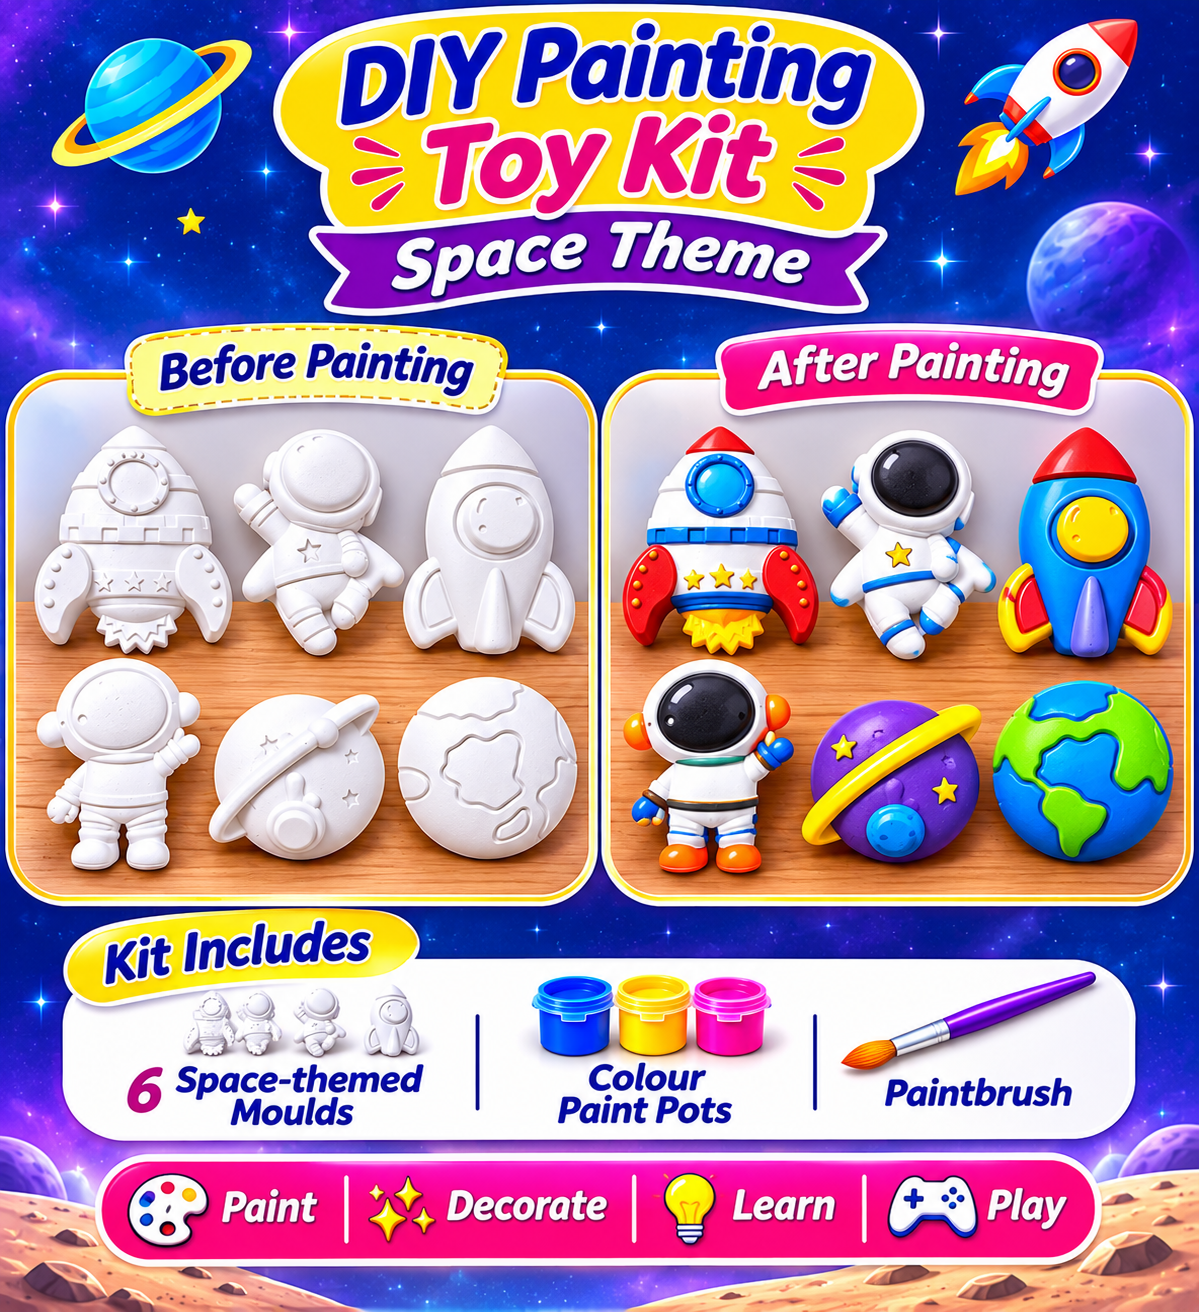 DIY Painting
Toy Kit
Space Theme
Before Painting
After Painting
Kit Includes
6 Space-themed
Moulds
Colour
Paint Pots
Paintbrush
Paint
Decorate
Learn
Play